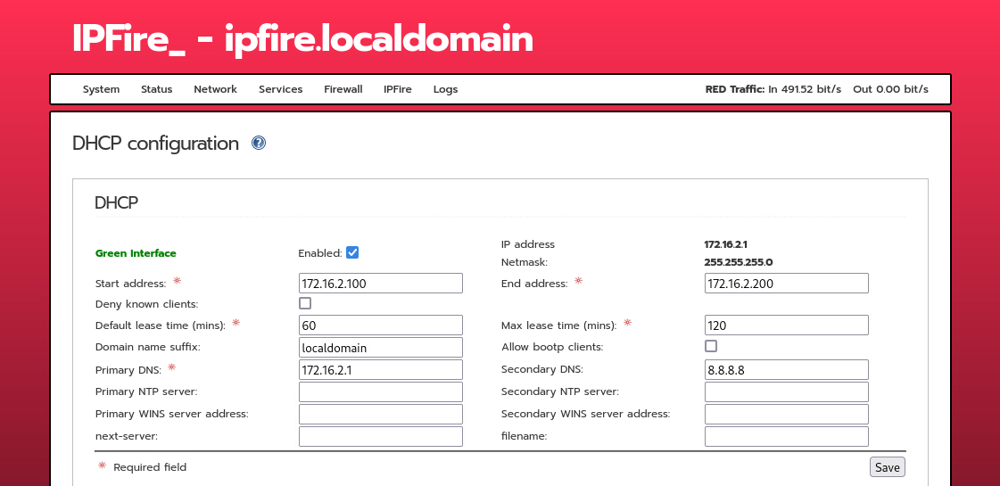 IPFire_ - ipfire.localdomain
System Status Network Services Firewall IPFire Logs RED Traffic: In 491.52 bit/s Out 0.00 bit/s
DHCP configuration ?
DHCP
Green Interface Enabled: IP address 172.16.2.1
Netmask: 255.255.255.0
Start address: * 172.16.2.100 End address: * 172.16.2.200
Deny known clients:
Default lease time (mins): * 60 Max lease time (mins): * 120
Domain name suffix: localdomain Allow bootp clients:
Primary DNS: * 172.16.2.1 Secondary DNS: 8.8.8.8
Primary NTP server: Secondary NTP server:
Primary WINS server address: Secondary WINS server address:
next-server: filename:
* Required field Save